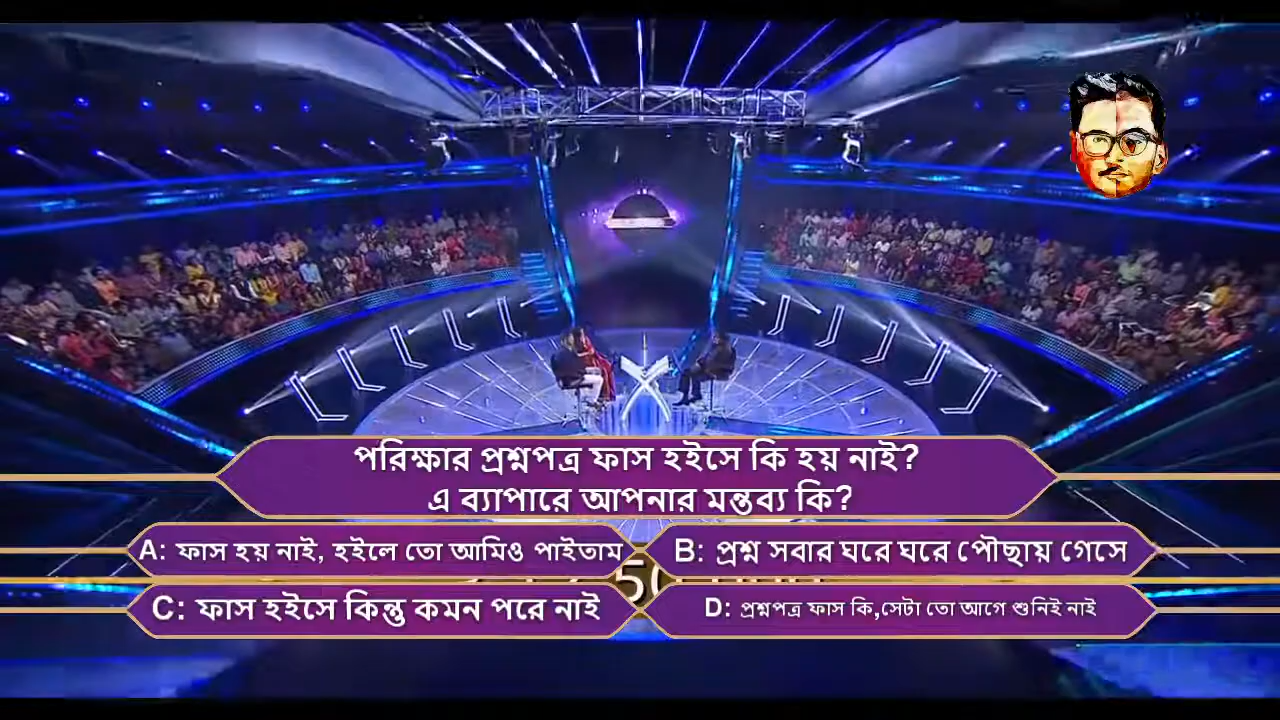 পরিক্ষার প্রশ্নপত্র ফাস হইসে কি হয় নাই?
এ ব্যাপারে আপনার মন্তব্য কি?
A: ফাস হয় নাই, হইলে তো আমিও পাইতাম
B: প্রশ্ন সবার ঘরে ঘরে পৌছায় গেসে
C: ফাস হইসে কিন্তু কমন পরে নাই
D: প্রশ্নপত্র ফাস কি,সেটা তো আগে শুনিই নাই